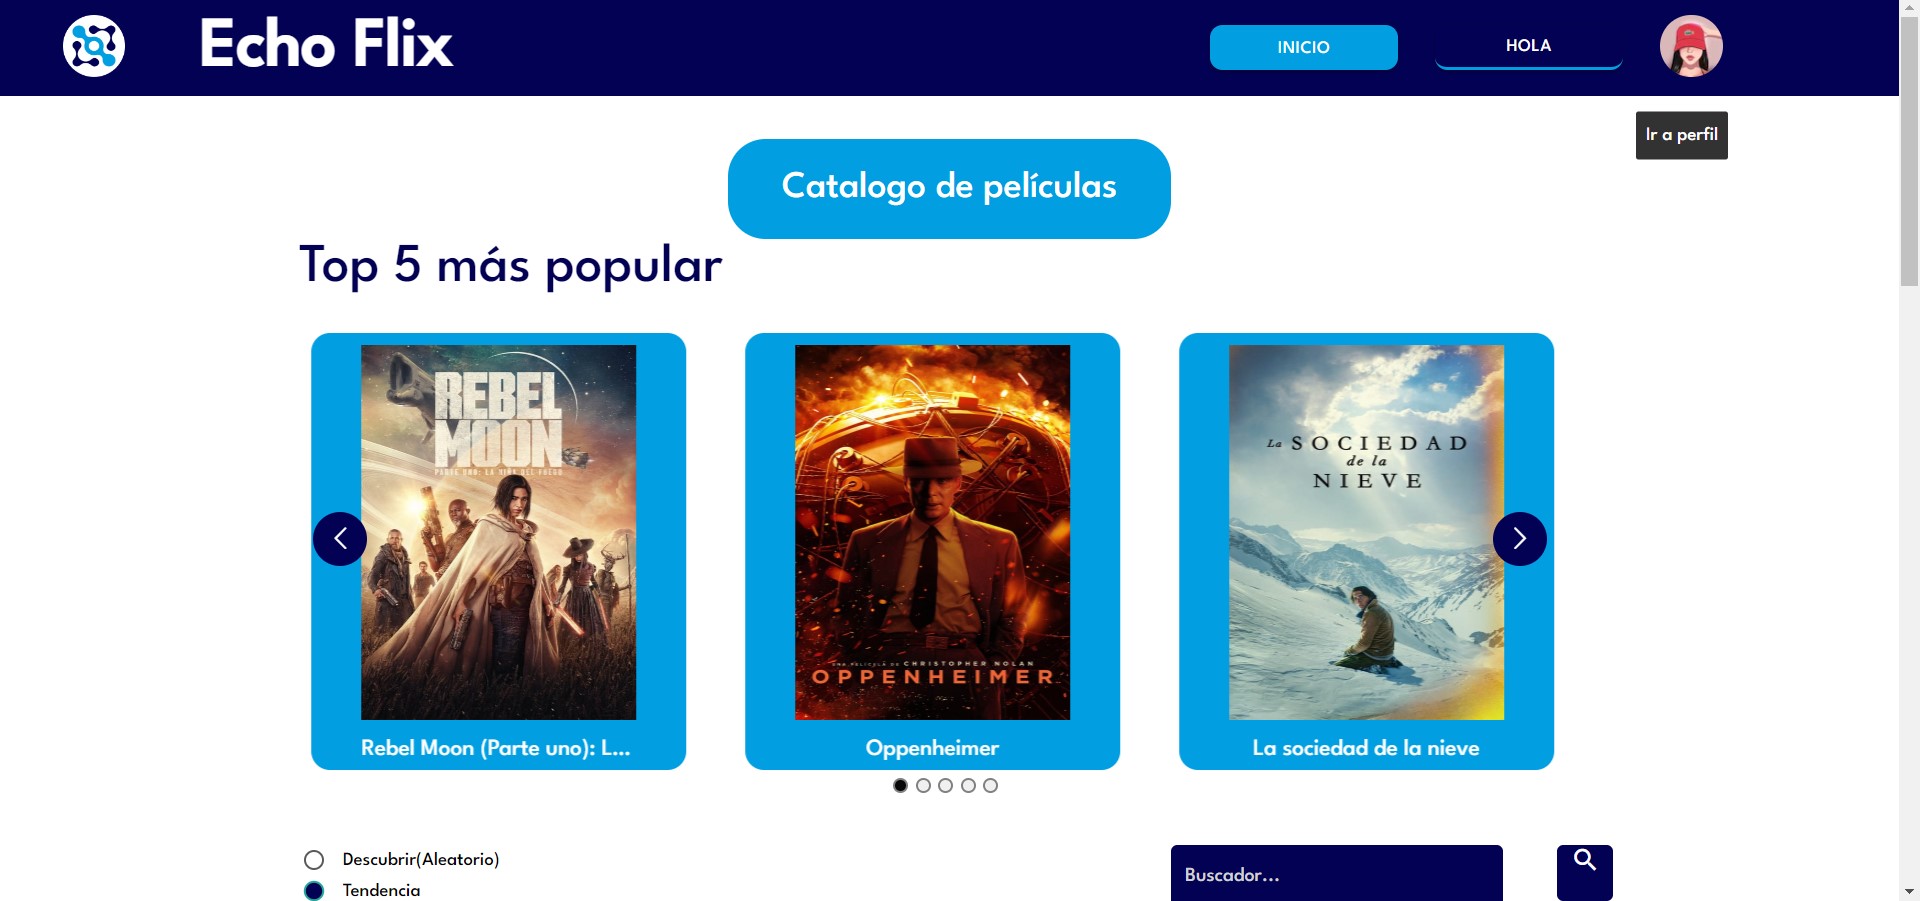 Echo Flix
INICIO
HOLA
Ir a perfil
Catalogo de películas
Top 5 más popular
REBEL
MOON
PARTE UNO: LA NIÑA DEL FUEGO
La SOCIEDAD
de la
NIEVE
UNA PELÍCULA DE CHRISTOPHER NOLAN
OPPENHEIMER
Rebel Moon (Parte uno): L...
Oppenheimer
La sociedad de la nieve
Descubrir(Aleatorio)
Tendencia
Buscador...